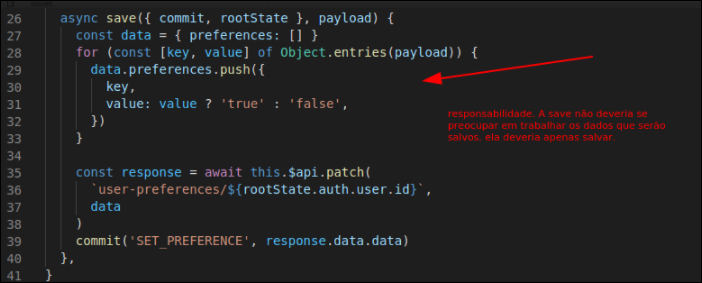 26 async save({ commit, rootState }, payload) {
27 const data = { preferences: [] }
28 for (const [key, value] of Object.entries(payload)) {
29 data.preferences.push({
30 key,
31 value: value ? 'true' : 'false',
32 })
33 }
responsabilidade. A save não deveria se
preocupar em trabalhar os dados que serão
salvos. ela deveria apenas salvar.
34
35 const response = await this.$api.patch(
36 `user-preferences/${rootState.auth.user.id}`,
37 data
38 )
39 commit('SET_PREFERENCE', response.data.data)
40 },
41 }